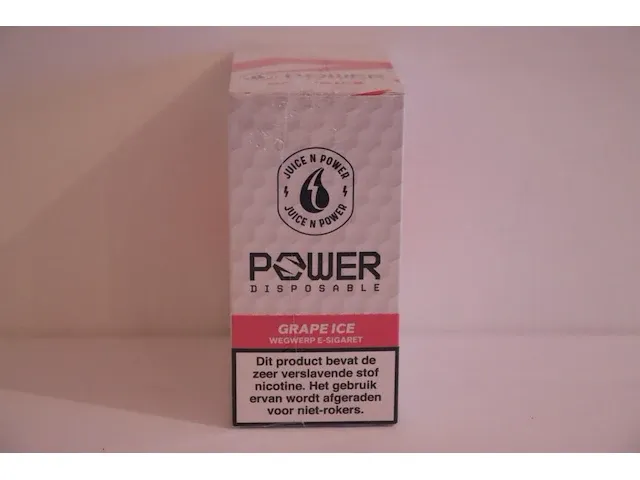 POWER
JUICE N POWER
JUICE N POWER
POWER
DISPOSABLE
GRAPE ICE
WEGWERP E-SIGARET
Dit product bevat de
zeer verslavende stof
nicotine. Het gebruik
ervan wordt afgeraden
voor niet-rokers.